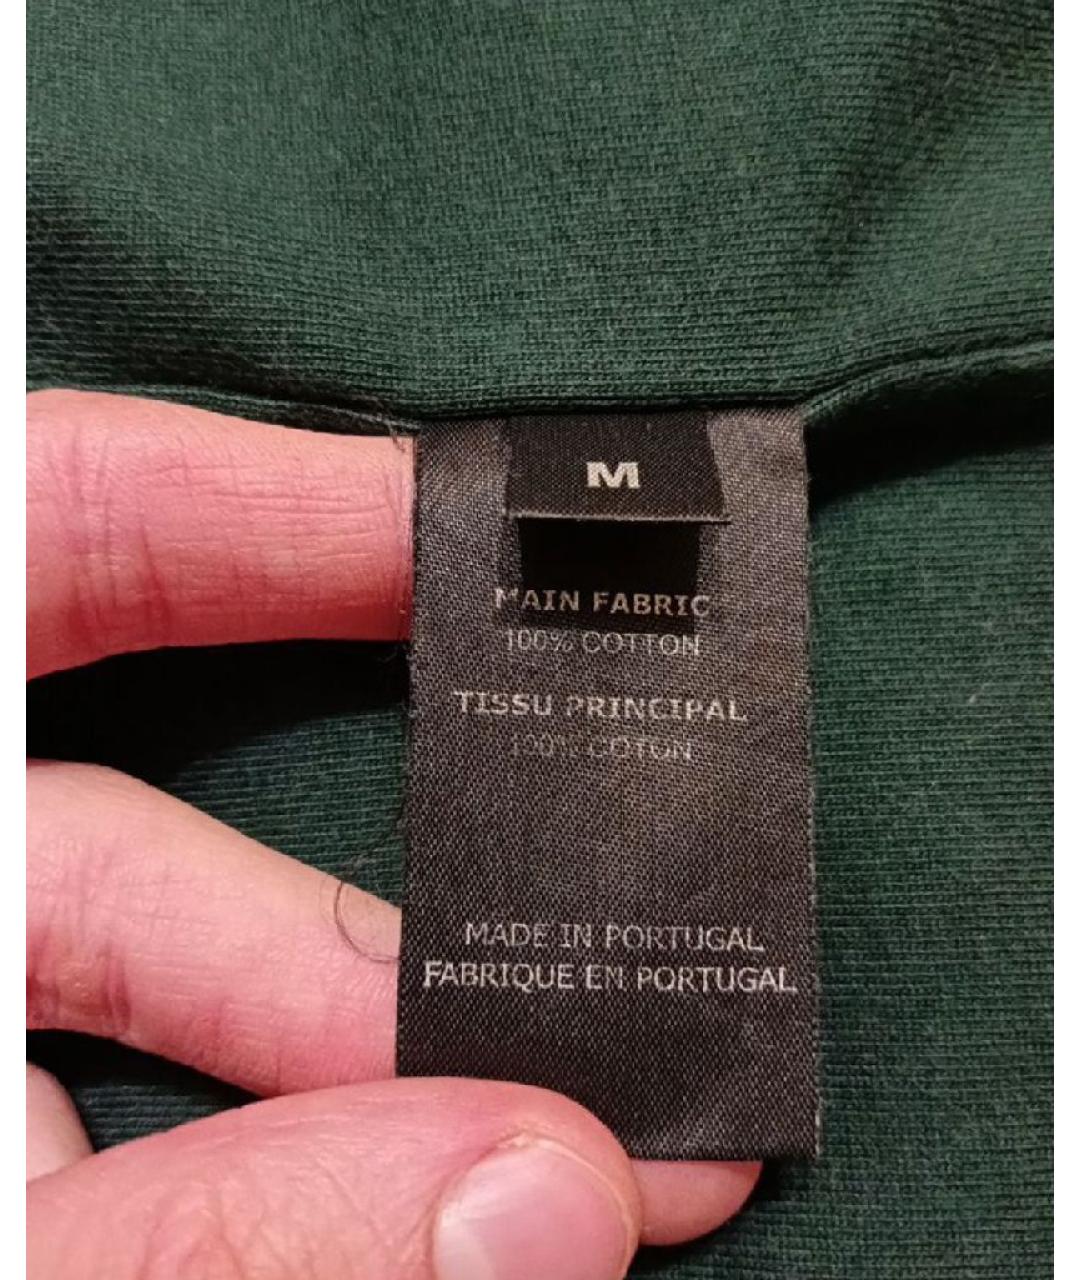 M
MAIN FABRIC
100% COTTON
TISSU PRINCIPAL
100% COTON
MADE IN PORTUGAL
FABRIQUE EN PORTUGAL